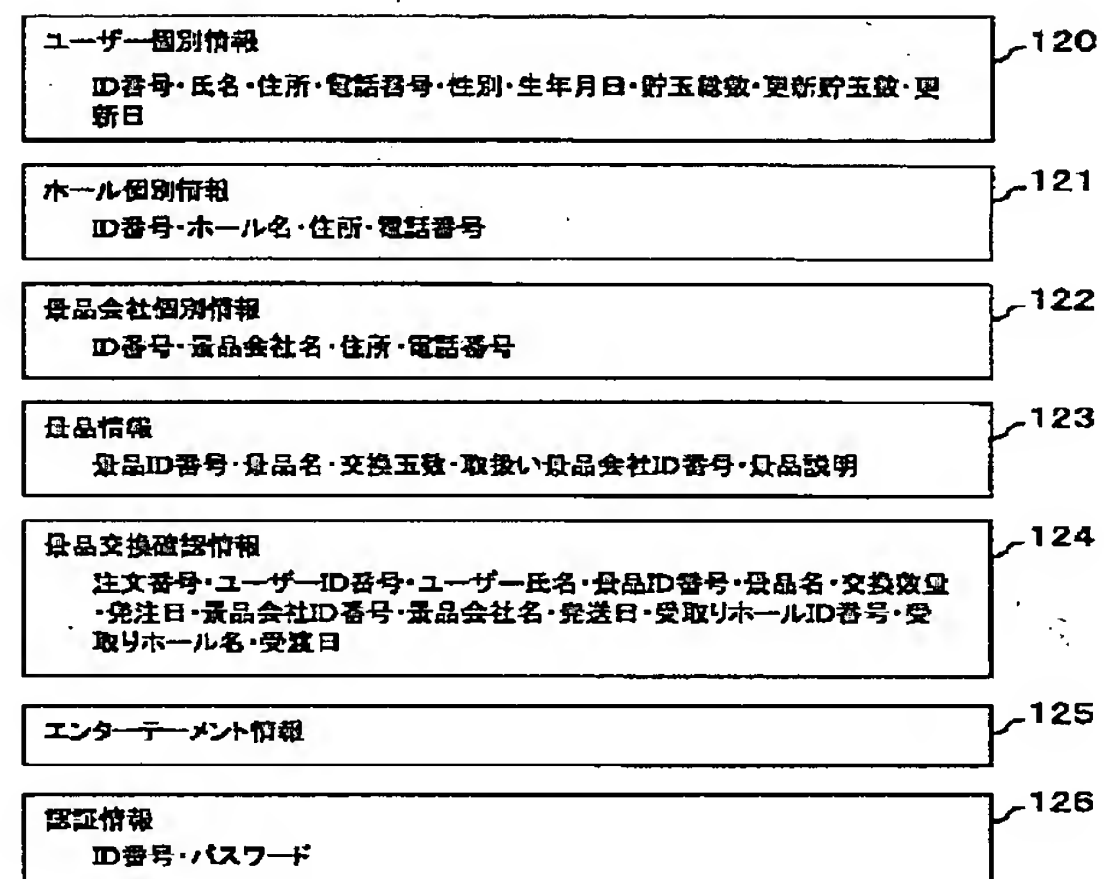 ユーザー個別情報
120
ID番号・氏名・住所・電話番号・性別・生年月日・貯玉総数・更新貯玉数・更
新日
ホール個別情報
121
ID番号・ホール名・住所・電話番号
景品会社個別情報
122
ID番号・景品会社名・住所・電話番号
景品情報
123
景品ID番号・景品名・交換玉数・取扱い景品会社ID番号・景品説明
景品交換確認情報
124
注文番号・ユーザーID番号・ユーザー氏名・景品ID番号・景品名・交換数量
・発注日・景品会社ID番号・景品会社名・発送日・受取りホールID番号・受
取りホール名・受渡日
エンターテーメント情報
125
認証情報
126
ID番号・パスワード